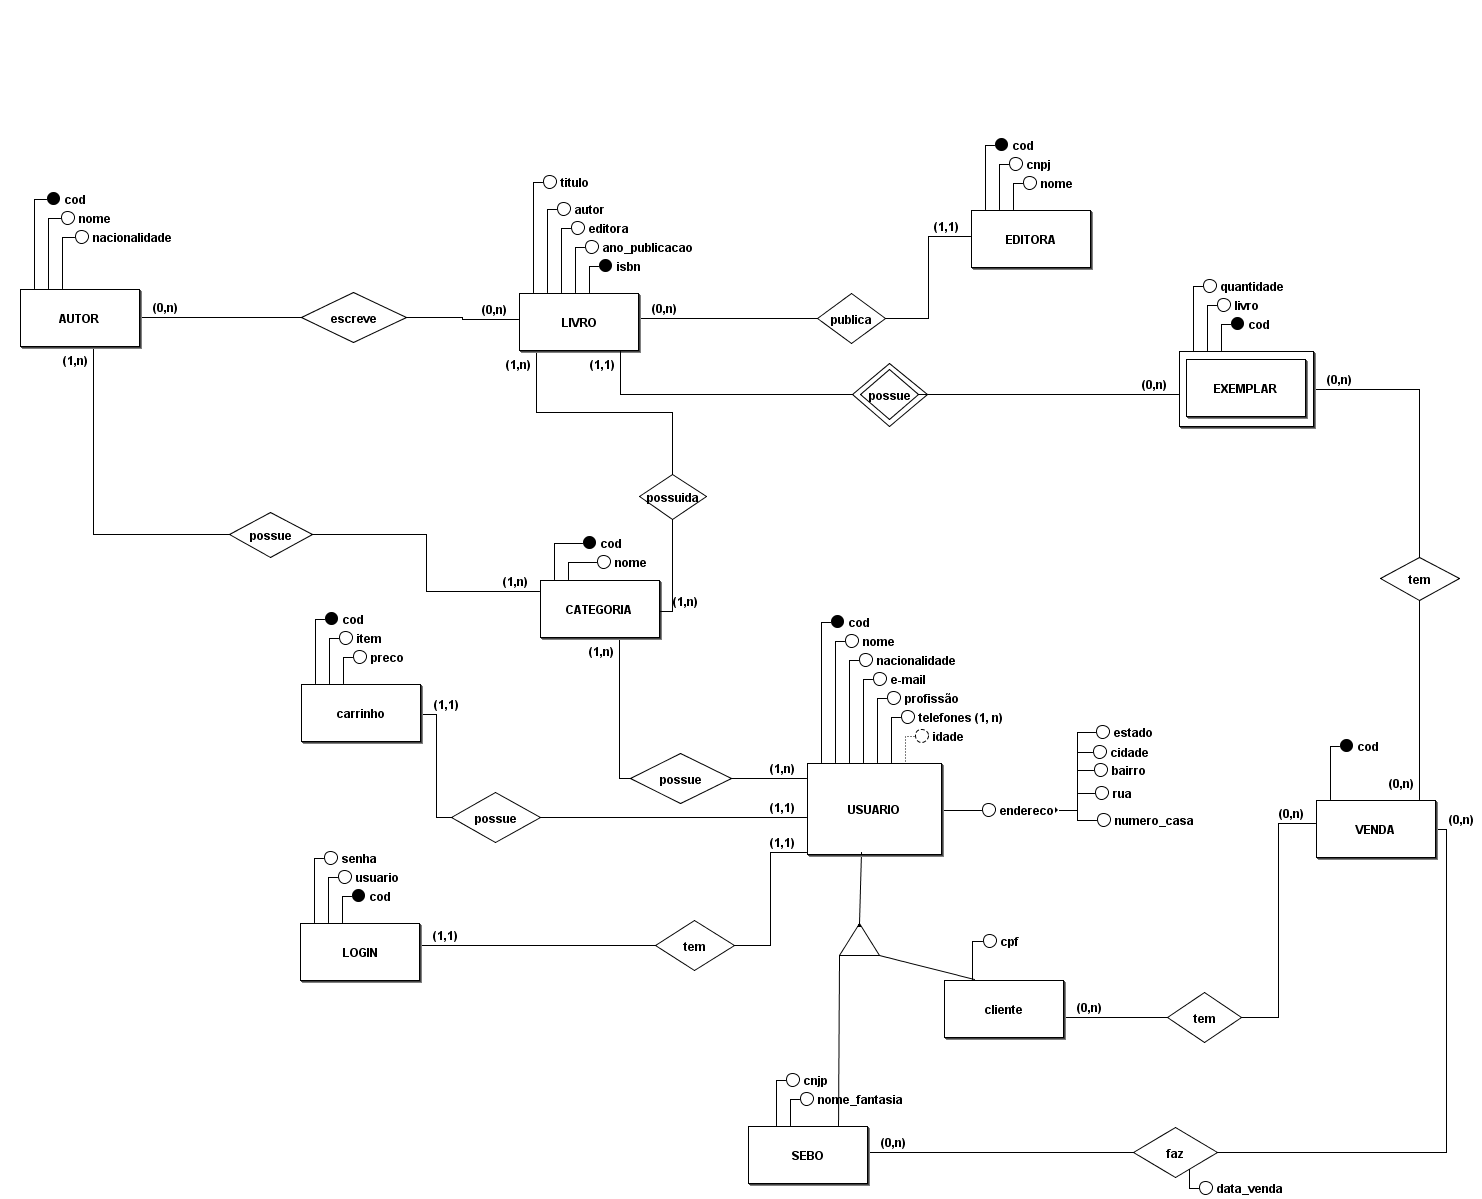 cod
cnpj
nome
EDITORA
(1,1)
titulo
autor
editora
ano_publicacao
isbn
LIVRO
cod
nome
nacionalidade
AUTOR
(0,n)
escreve
(0,n)
(0,n)
publica
(1,n)
(1,n)
(1,1)
possue
(0,n)
quantidade
livro
cod
EXEMPLAR
(0,n)
possuida
possue
(1,n)
cod
nome
CATEGORIA
(1,n)
(1,n)
tem
cod
item
preco
carrinho
(1,1)
cod
nome
nacionalidade
e-mail
profissão
telefones (1, n)
idade
USUARIO
possue
(1,n)
possue
(1,1)
(1,1)
endereco
estado
cidade
bairro
rua
numero_casa
cod
(0,n)
VENDA
(0,n)
(0,n)
senha
usuario
cod
LOGIN
(1,1)
tem
cpf
cliente
(0,n)
tem
cnjp
nome_fantasia
SEBO
(0,n)
faz
data_venda